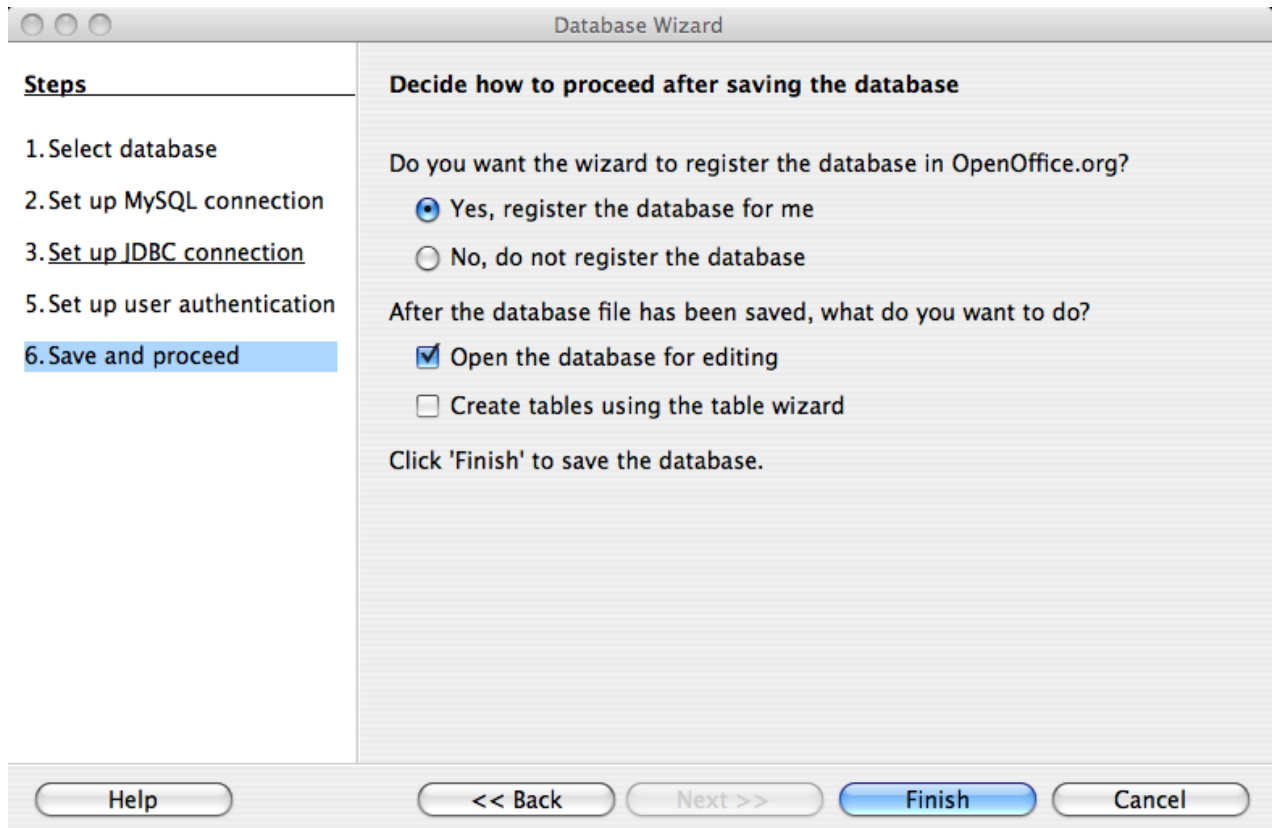 Database Wizard
Steps
1. Select database
2. Set up MySQL connection
3. Set up JDBC connection
5. Set up user authentication
6. Save and proceed
Decide how to proceed after saving the database
Do you want the wizard to register the database in OpenOffice.org?
Yes, register the database for me
No, do not register the database
After the database file has been saved, what do you want to do?
Open the database for editing
Create tables using the table wizard
Click 'Finish' to save the database.
Help
<< Back
Next >>
Finish
Cancel